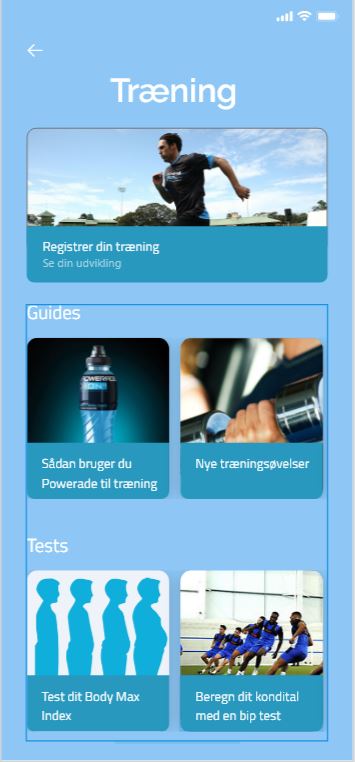 Træning
Registrer din træning
Se din udvikling
Guides
POWERADE
ION4
Sådan bruger du
Powerade til træning
Nye træningsøvelser
Tests
Test dit Body Max
Index
Beregn dit kondital
med en bip test